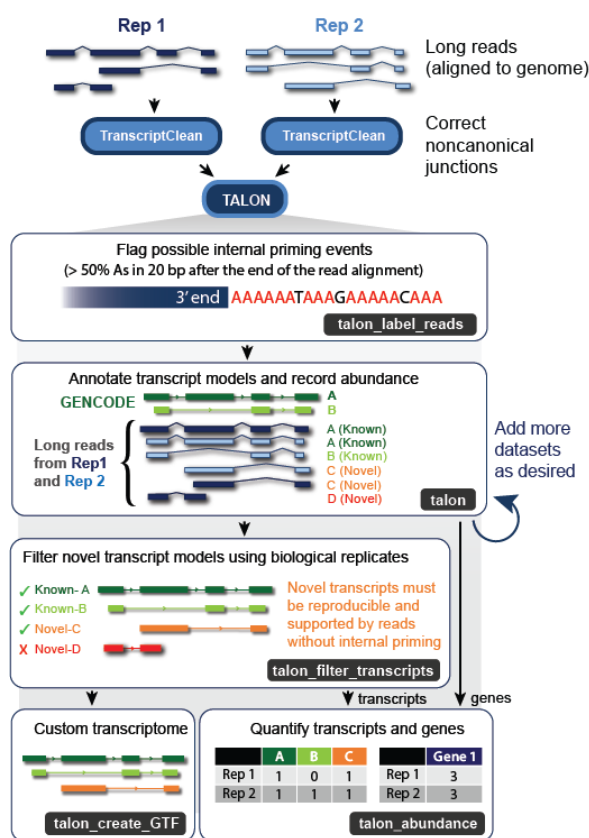 Rep 1
Rep 2
Long reads
(aligned to genome)
TranscriptClean
TranscriptClean
Correct
noncanonical
junctions
TALON
Flag possible internal priming events
(> 50% As in 20 bp after the end of the read alignment)
3' end
AAAAAATAAAGAAAAACAAA
talon_label_reads
Annotate transcript models and record abundance
GENCODE
A
B
Long reads
from Rep1
and Rep 2
A (Known)
A (Known)
B (Known)
C (Novel)
C (Novel)
D (Novel)
talon
Add more
datasets
as desired
Filter novel transcript models using biological replicates
✓ Known- A
✓ Known-B
✓ Novel-C
X Novel-D
Novel transcripts must
be reproducible and
supported by reads
without internal priming
talon_filter_transcripts
transcripts
genes
Custom transcriptome
talon_create_GTF
Quantify transcripts and genes
A B C
Rep 1 1 0 1
Rep 2 1 1 1
Gene 1
Rep 1 3
Rep 2 3
talon_abundance